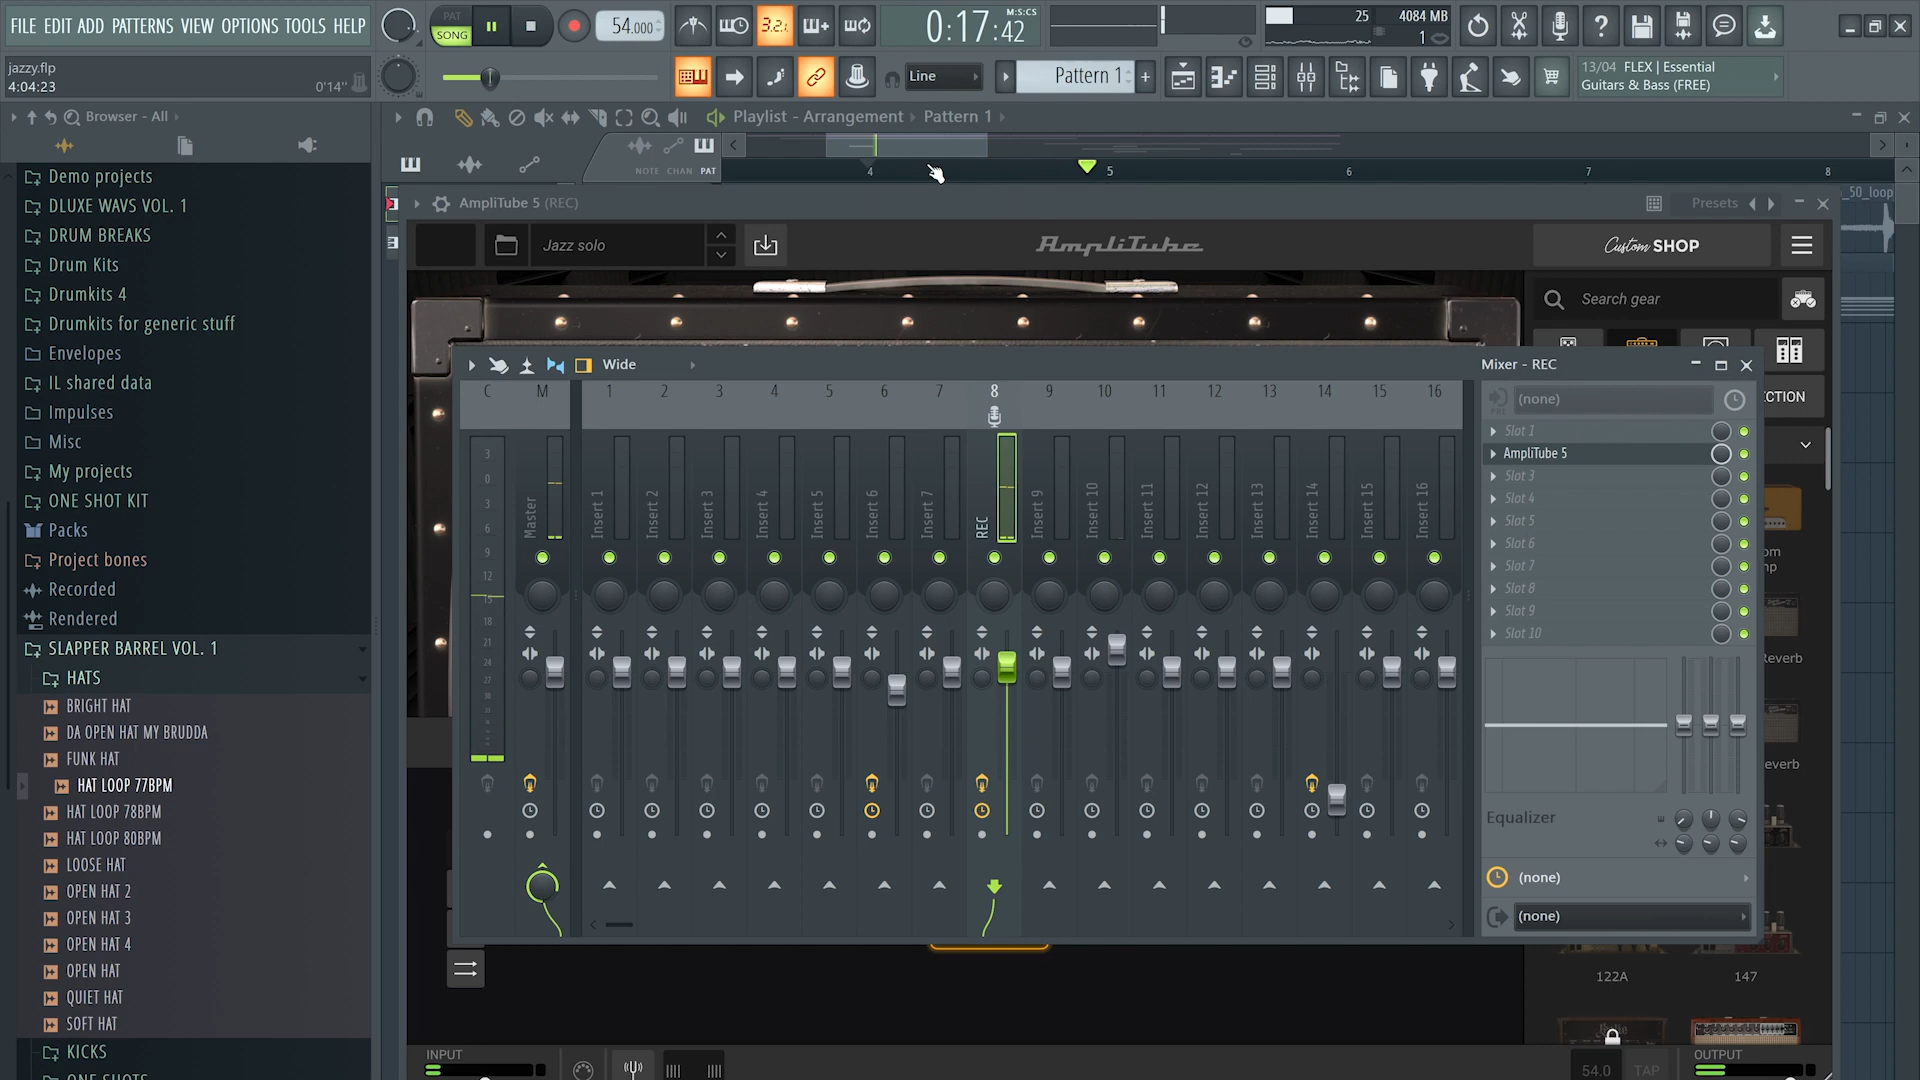 FILE EDIT ADD PATTERNS VIEW OPTIONS TOOLS HELP
PAT
SONG
54.000
3.2.
0:17:42
M:S:CS
25
4084 MB
1
jazzy.flp
4:04:23
0'14"
Line
Pattern 1
13/04 FLEX | Essential
Guitars & Bass (FREE)
Browser - All
Playlist - Arrangement
Pattern 1
NOTE CHAN PAT
4 5 6 7 8
Demo projects
DLUXE WAVS VOL. 1
DRUM BREAKS
Drum Kits
Drumkits 4
Drumkits for generic stuff
Envelopes
IL shared data
Impulses
Misc
My projects
ONE SHOT KIT
Packs
Project bones
Recorded
Rendered
SLAPPER BARREL VOL. 1
HATS
BRIGHT HAT
DA OPEN HAT MY BRUDDA
FUNK HAT
HAT LOOP 77BPM
HAT LOOP 78BPM
HAT LOOP 80BPM
LOOSE HAT
OPEN HAT 2
OPEN HAT 3
OPEN HAT 4
OPEN HAT
QUIET HAT
SOFT HAT
KICKS
ONE SHOTS
AmpliTube 5 (REC)
Presets
_50_loop
Jazz solo
AmpliTube
Custom SHOP
Search gear
CTION
Wide
Mixer - REC
C M 1 2 3 4 5 6 7 8 9 10 11 12 13 14 15 16
3
0
3
6
9
12
15
18
21
24
27
Master
Insert 1
Insert 2
Insert 3
Insert 4
Insert 5
Insert 6
Insert 7
REC
Insert 9
Insert 10
Insert 11
Insert 12
Insert 13
Insert 14
Insert 15
Insert 16
(none)
Slot 1
AmpliTube 5
Slot 3
Slot 4
Slot 5
Slot 6
Slot 7
Slot 8
Slot 9
Slot 10
Equalizer
(none)
(none)
om
mp
Reverb
everb
122A
147
INPUT
54.0
TAP
OUTPUT